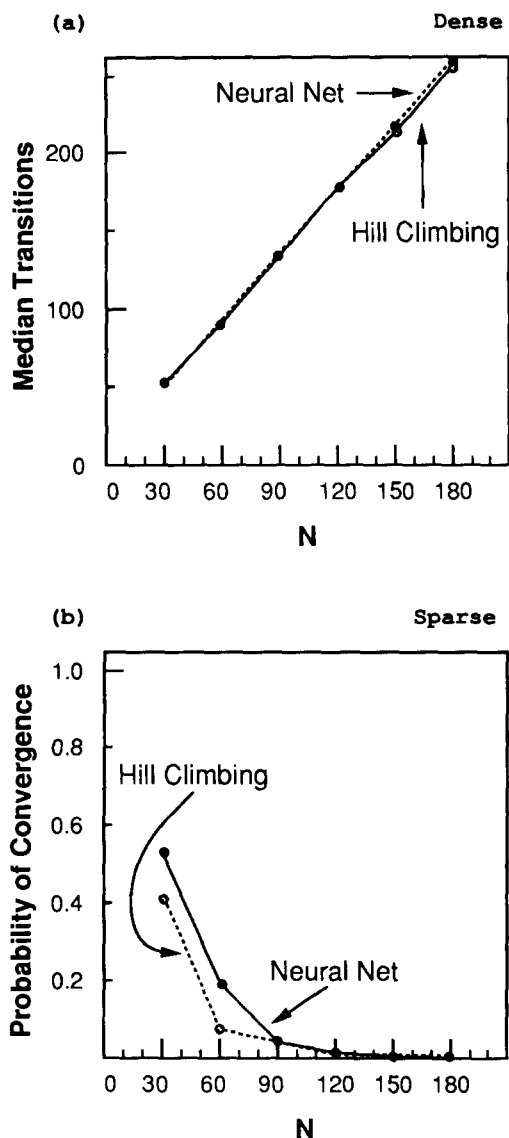 (a) Dense
Neural Net
200
Hill Climbing
Median Transitions
100
0
0 30 60 90 120 150 180
N
(b) Sparse
1.0
0.8
Hill Climbing
0.6
Probability of Convergence
0.4
Neural Net
0.2
0 30 60 90 120 150 180
N